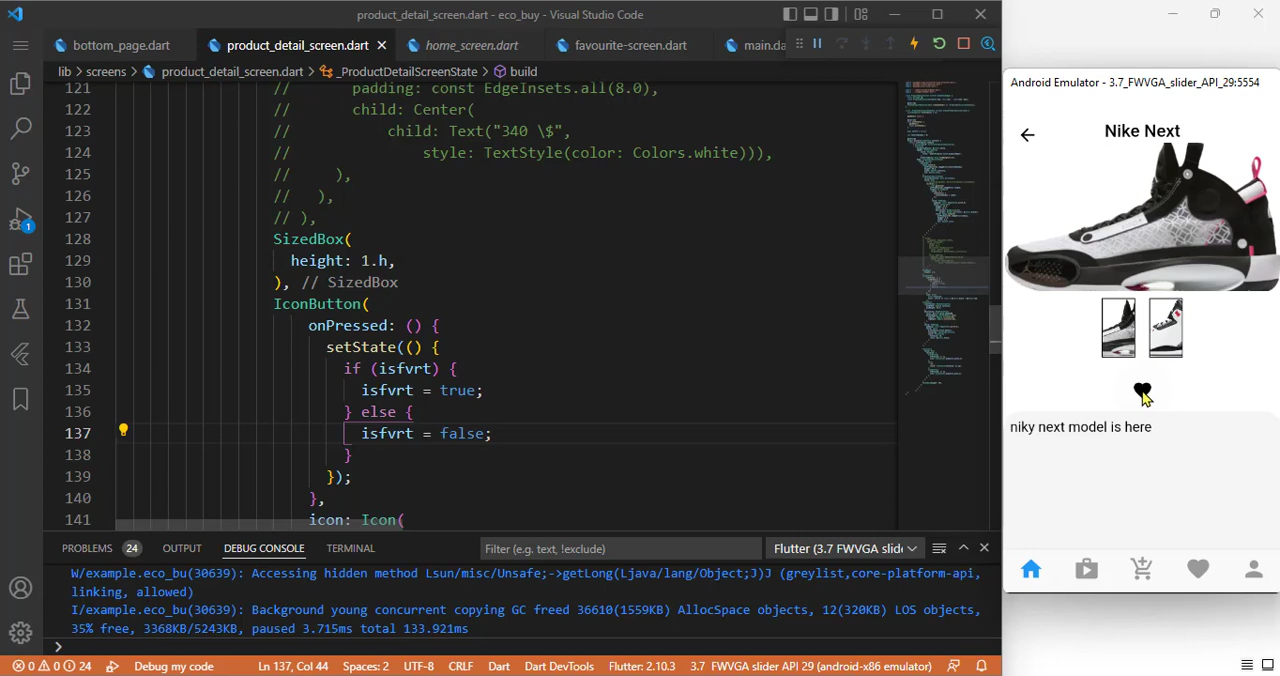 product_detail_screen.dart - eco_buy - Visual Studio Code
bottom_page.dart
product_detail_screen.dart
home_screen.dart
favourite-screen.dart
main.da
lib > screens > product_detail_screen.dart > _ProductDetailScreenState > build
121 // padding: const EdgeInsets.all(8.0),
122 // child: Center(
123 // child: Text("340 \$",
124 // style: TextStyle(color: Colors.white))),
125 // ),
126 // ),
127 // ),
128 SizedBox(
129 height: 1.h,
130 ), // SizedBox
131 IconButton(
132 onPressed: () {
133 setState(() {
134 if (isfvrt) {
135 isfvrt = true;
136 } else {
137 isfvrt = false;
138 }
139 });
140 },
141 icon: Icon(
1
PROBLEMS 24 OUTPUT DEBUG CONSOLE TERMINAL
Filter (e.g. text, !exclude)
Flutter (3.7 FWVGA slid
W/example.eco_bu(30639): Accessing hidden method Lsun/misc/Unsafe;->getLong(Ljava/lang/Object;J)J (greylist,core-platform-api,
linking, allowed)
I/example.eco_bu(30639): Background young concurrent copying GC freed 36610(1559KB) AllocSpace objects, 12(320KB) LOS objects,
35% free, 3368KB/5243KB, paused 3.715ms total 133.921ms
>
0 0 24 Debug my code Ln 137, Col 44 Spaces: 2 UTF-8 CRLF Dart Dart DevTools Flutter: 2.10.3 3.7 FWVGA slider API 29 (android-x86 emulator)
Android Emulator - 3.7_FWVGA_slider_API_29:5554
Nike Next
niky next model is here